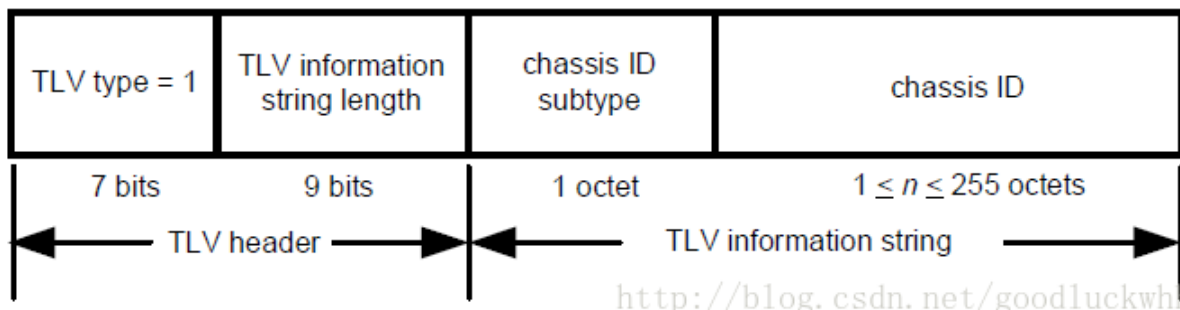 TLV type = 1
TLV information
string length
chassis ID
subtype
chassis ID
7 bits
9 bits
1 octet
1 ≤ n ≤ 255 octets
TLV header
TLV information string
http://blog.csdn.net/goodluckwh